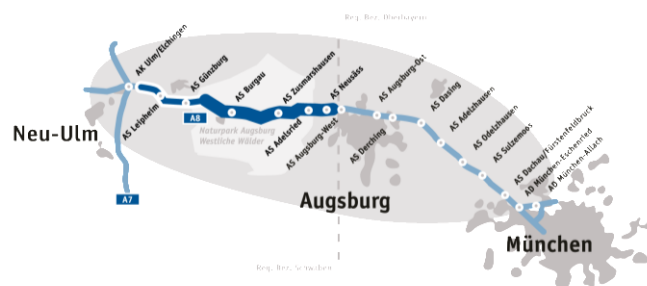 Reg. Bez. Oberbayern
AK Ulm/Elchingen
AS Leipheim
AS Günzburg
AS Burgau
AS Zusmarshausen
AS Adelsried
AS Neusäss
AS Augsburg-West
AS Augsburg-Ost
AS Derching
AS Dasing
AS Adelzhausen
AS Odelzhausen
AS Sulzemoos
AS Dachau/Fürstenfeldbruck
AD München-Eschenried
AD München-Allach
Neu-Ulm
A8
Naturpark Augsburg
Westliche Wälder
A7
Augsburg
München
Reg. Bez. Schwaben